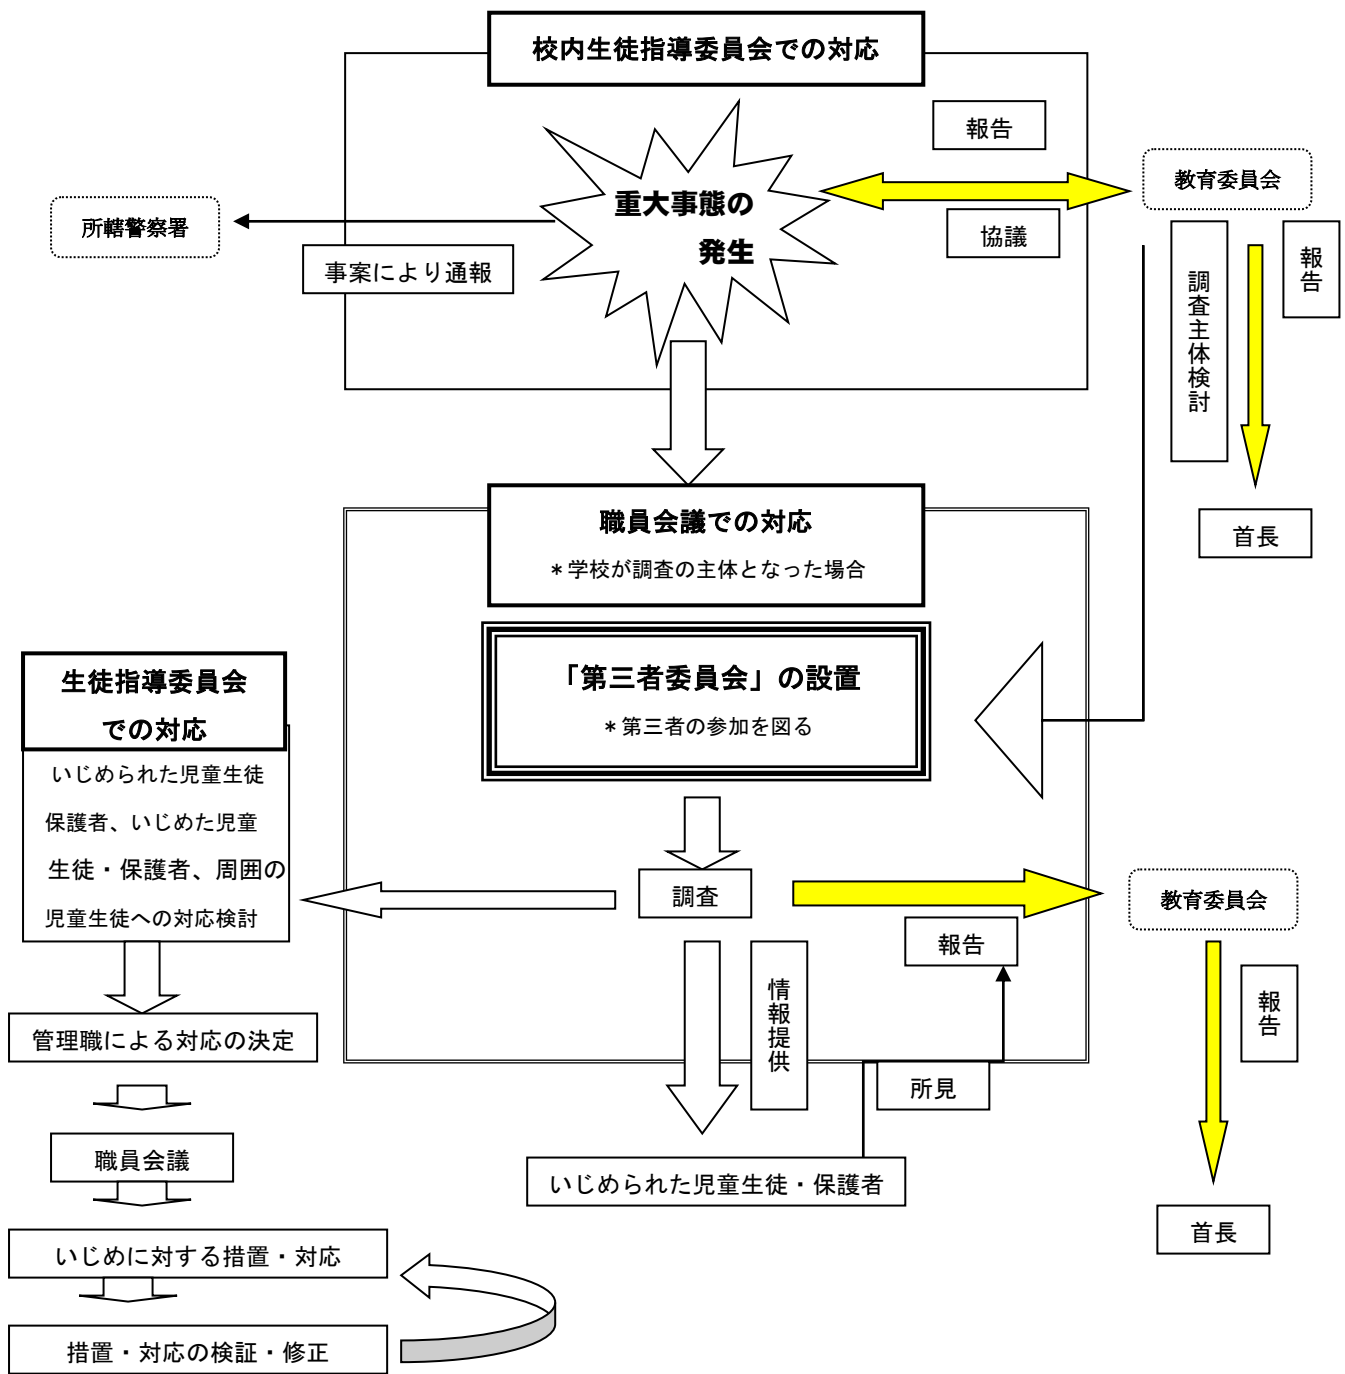 校内生徒指導委員会での対応
報告
重大事態の
発生
教育委員会
所轄警察署
協議
事案により通報
調査主体検討
報告
首長
職員会議での対応
＊学校が調査の主体となった場合
「第三者委員会」の設置
＊第三者の参加を図る
生徒指導委員会
での対応
いじめられた児童生徒
保護者、いじめた児童
生徒・保護者、周囲の
児童生徒への対応検討
調査
教育委員会
報告
情報提供
報告
管理職による対応の決定
所見
職員会議
いじめられた児童生徒・保護者
首長
いじめに対する措置・対応
措置・対応の検証・修正